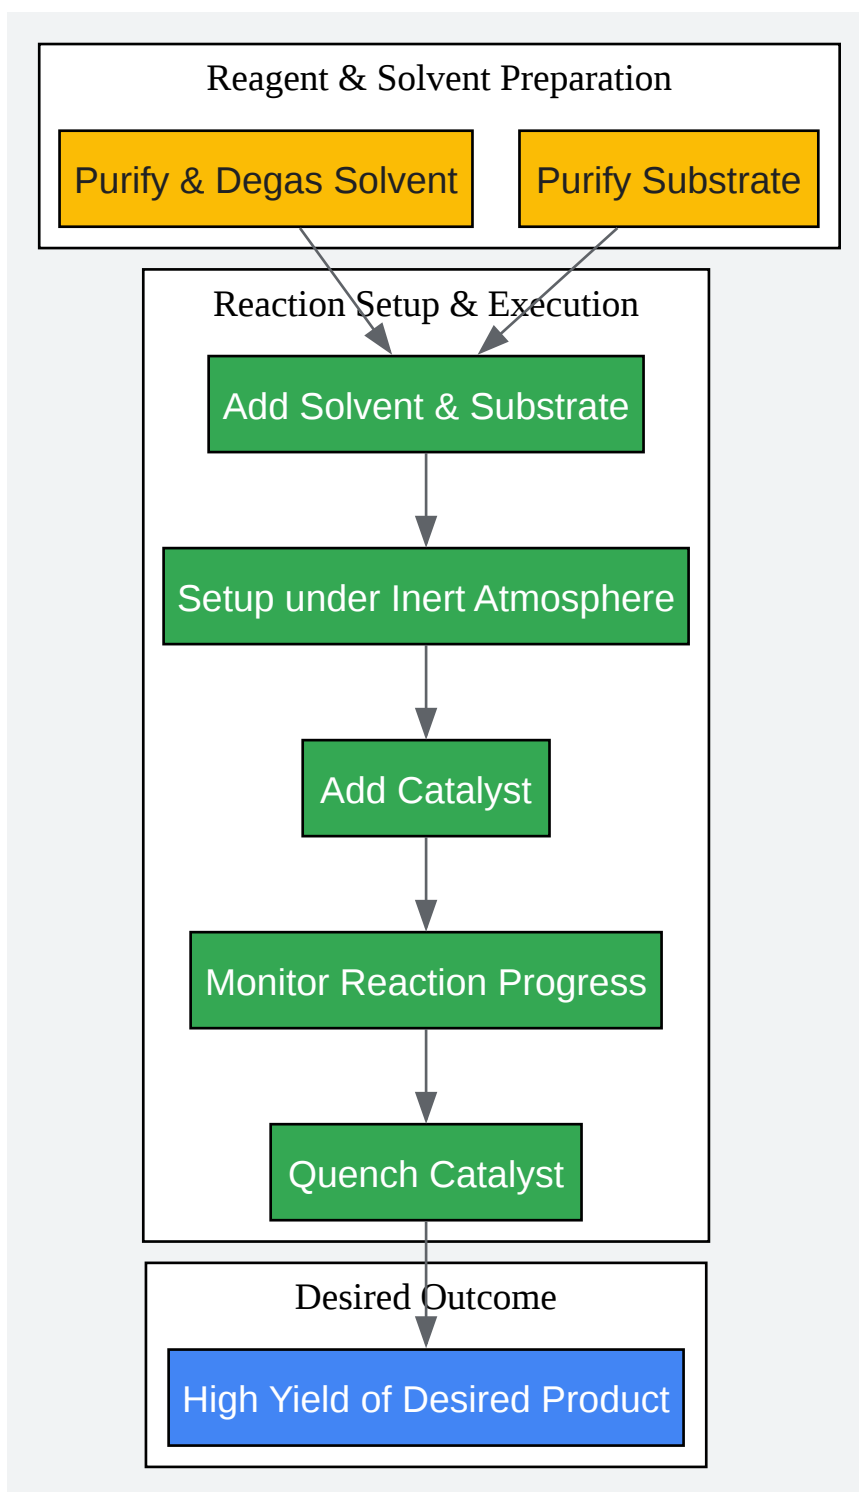 Reagent & Solvent Preparation
Purify & Degas Solvent
Purify Substrate
Reaction Setup & Execution
Add Solvent & Substrate
Setup under Inert Atmosphere
Add Catalyst
Monitor Reaction Progress
Quench Catalyst
Desired Outcome
High Yield of Desired Product